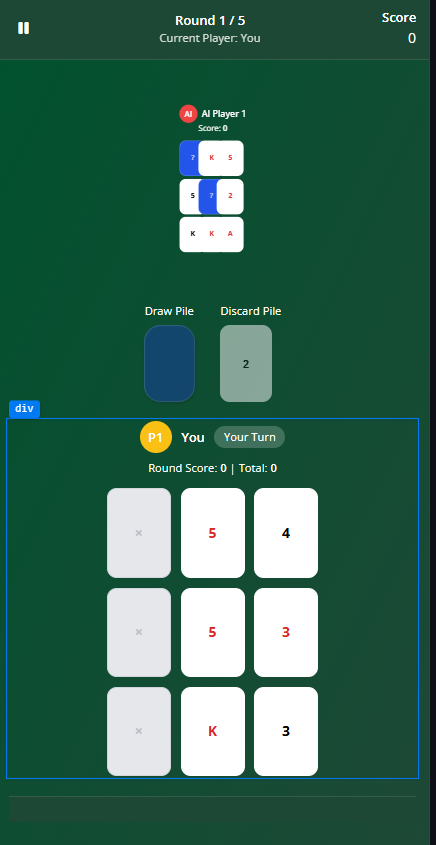 Round 1 / 5
Current Player: You
Score
0
AI
AI Player 1
Score: 0
? K 5
5 ? 2
K K A
Draw Pile
Discard Pile
2
div
P1 You Your Turn
Round Score: 0 | Total: 0
× 5 4
× 5 3
× K 3